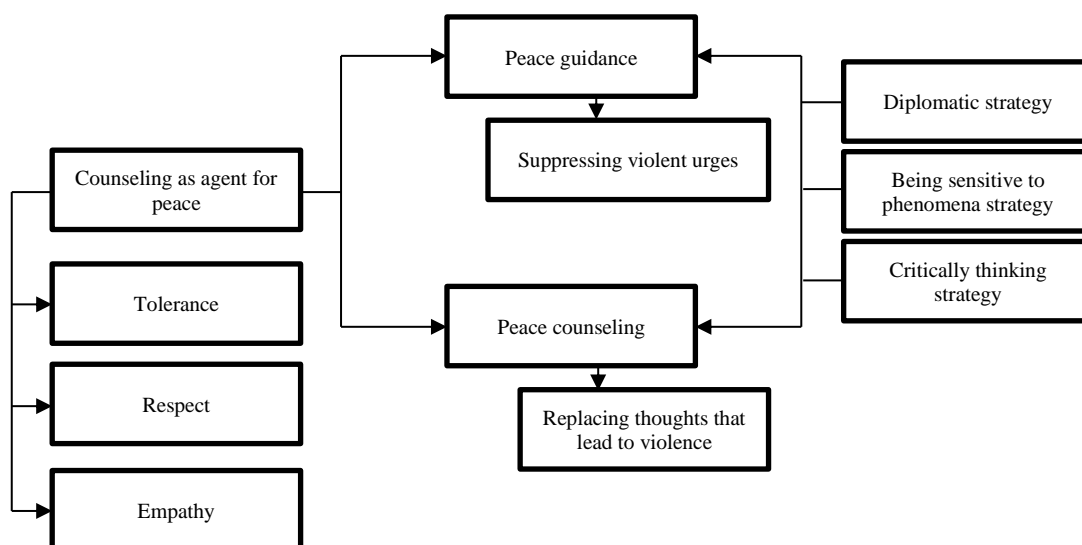 Peace guidance
Diplomatic strategy
Suppressing violent urges
Counseling as agent for
peace
Being sensitive to
phenomena strategy
Critically thinking
strategy
Tolerance
Peace counseling
Respect
Replacing thoughts that
lead to violence
Empathy